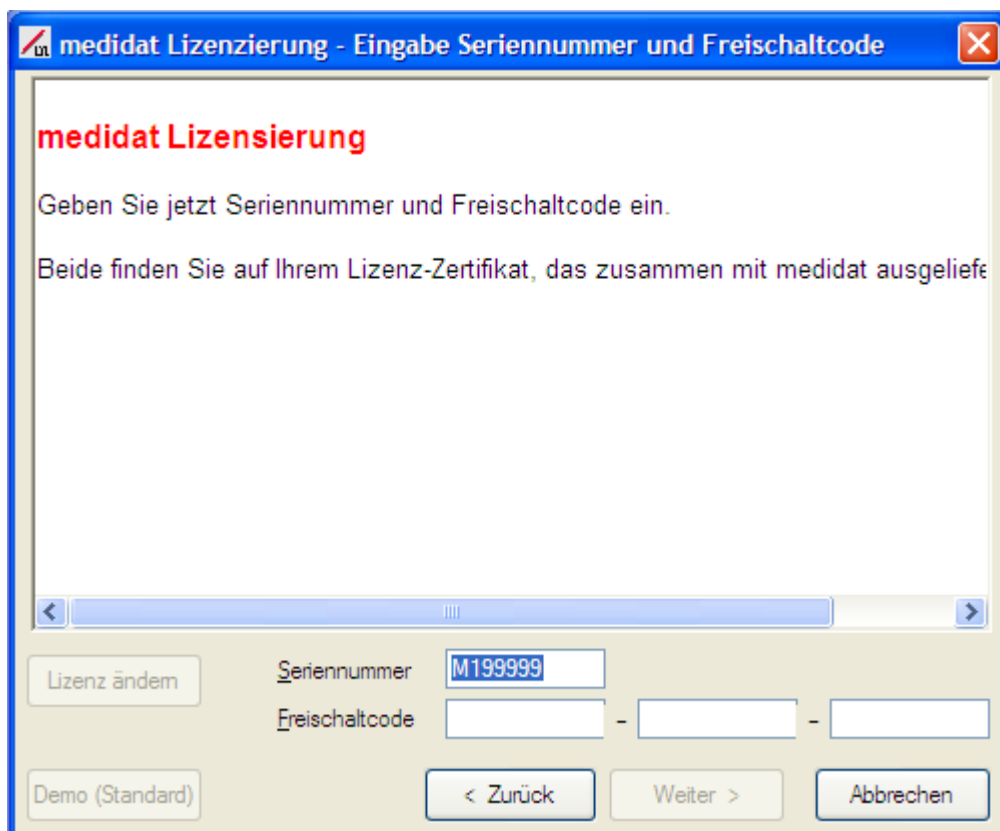 medidat Lizenzierung - Eingabe Seriennummer und Freischaltcode
medidat Lizensierung
Geben Sie jetzt Seriennummer und Freischaltcode ein.
Beide finden Sie auf Ihrem Lizenz-Zertifikat, das zusammen mit medidat ausgeliefe
Lizenz ändern
Seriennummer M199999
Freischaltcode - -
Demo (Standard) < Zurück Weiter > Abbrechen